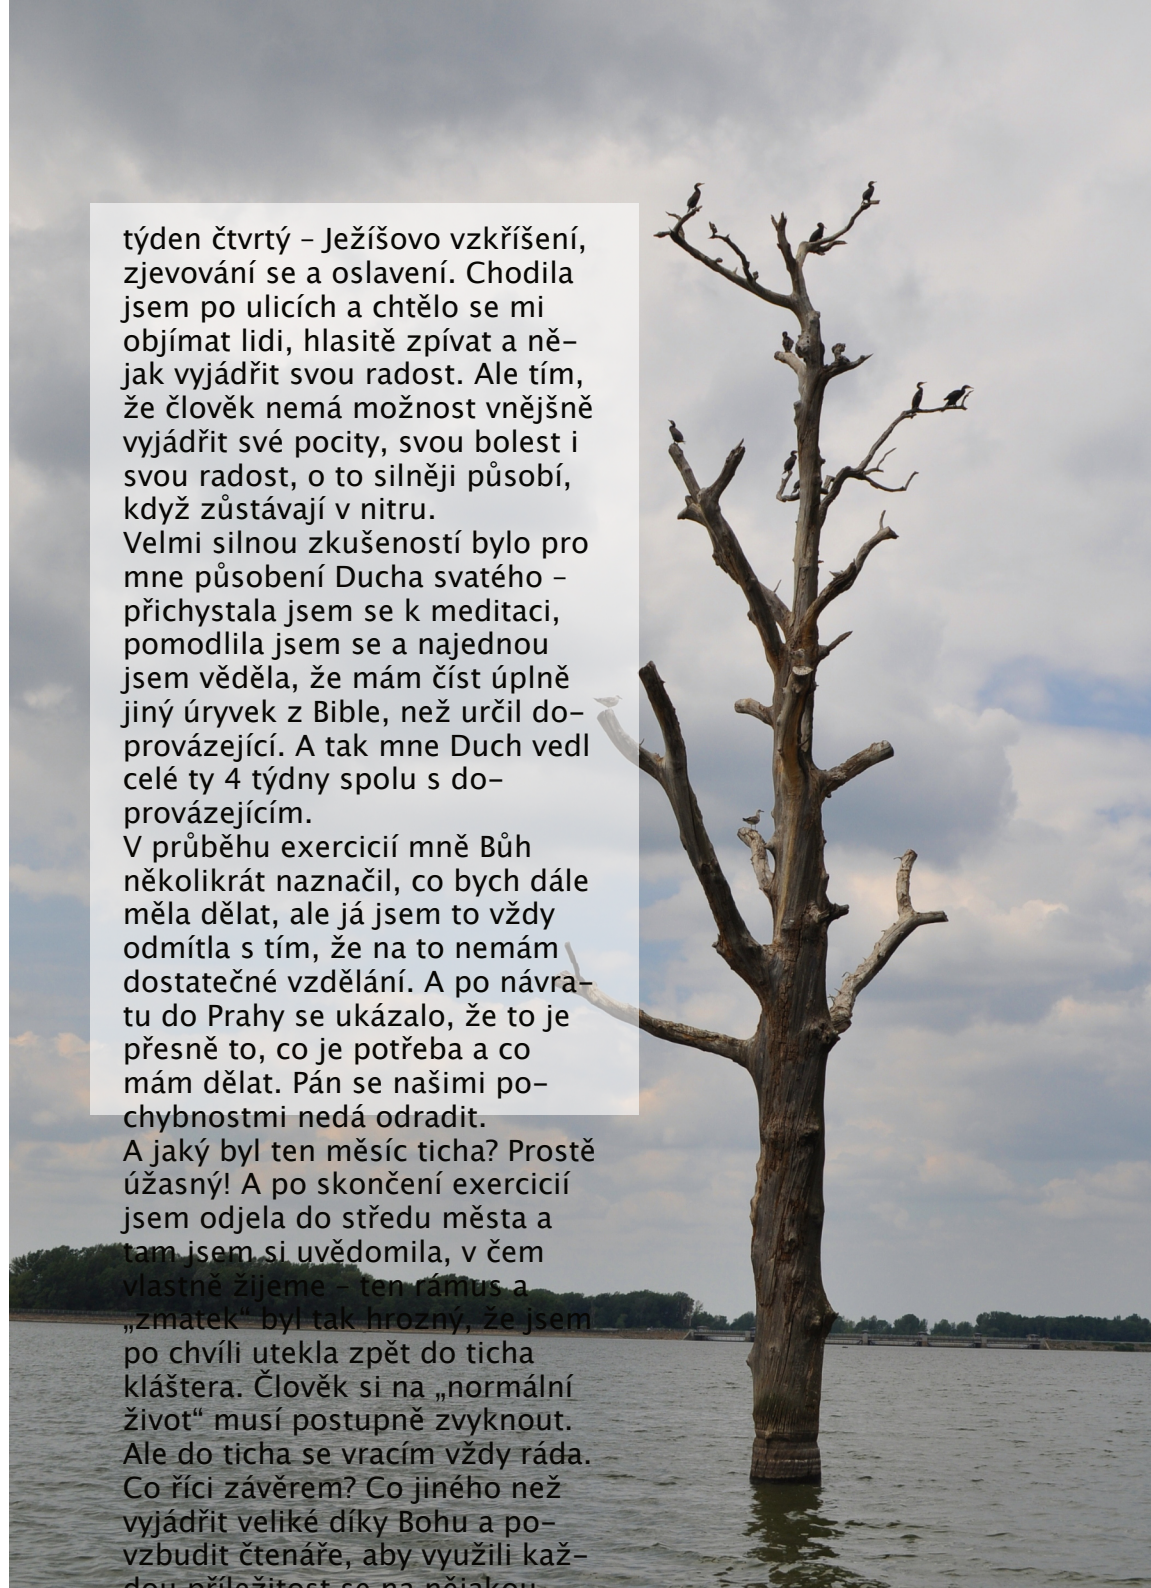 týden čtvrtý – Ježíšovo vzkříšení,
zjevování se a oslavení. Chodila
jsem po ulicích a chtělo se mi
objímat lidi, hlasitě zpívat a ně–
jak vyjádřit svou radost. Ale tím,
že člověk nemá možnost vnějšně
vyjádřit své pocity, svou bolest i
svou radost, o to silněji působí,
když zůstávají v nitru.
Velmi silnou zkušeností bylo pro
mne působení Ducha svatého –
přichystala jsem se k meditaci,
pomodlila jsem se a najednou
jsem věděla, že mám číst úplně
jiný úryvek z Bible, než určil do–
provázející. A tak mne Duch vedl
celé ty 4 týdny spolu s do–
provázejícím.
V průběhu exercicií mně Bůh
několikrát naznačil, co bych dále
měla dělat, ale já jsem to vždy
odmítla s tím, že na to nemám
dostatečné vzdělání. A po návra–
tu do Prahy se ukázalo, že to je
přesně to, co je potřeba a co
mám dělat. Pán se našimi po–
chybnostmi nedá odradit.
A jaký byl ten měsíc ticha? Prostě
úžasný! A po skončení exercicií
jsem odjela do středu města a
tam jsem si uvědomila, v čem
vlastně žijeme – ten rámus a
„zmatek“ byl tak hrozný, že jsem
po chvíli utekla zpět do ticha
kláštera. Člověk si na „normální
život“ musí postupně zvyknout.
Ale do ticha se vracím vždy ráda.
Co říci závěrem? Co jiného než
vyjádřit veliké díky Bohu a po–
vzbudit čtenáře, aby využili kaž–
dou příležitost se na nějakou